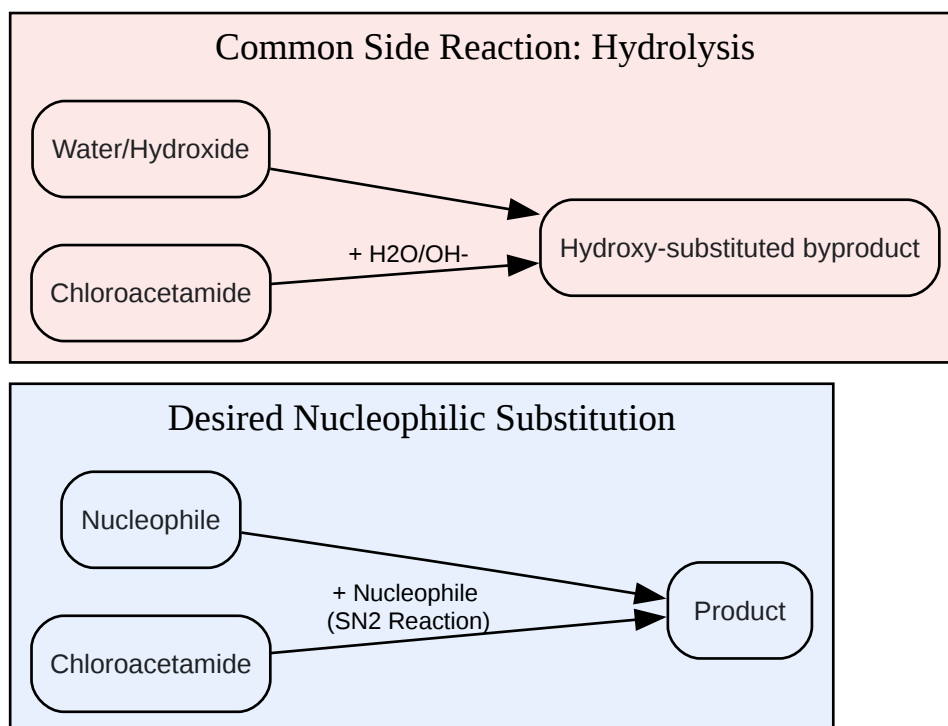 Common Side Reaction: Hydrolysis
Water/Hydroxide
Chloroacetamide
+ H2O/OH-
Hydroxy-substituted byproduct
Desired Nucleophilic Substitution
Nucleophile
Chloroacetamide
+ Nucleophile
(SN2 Reaction)
Product